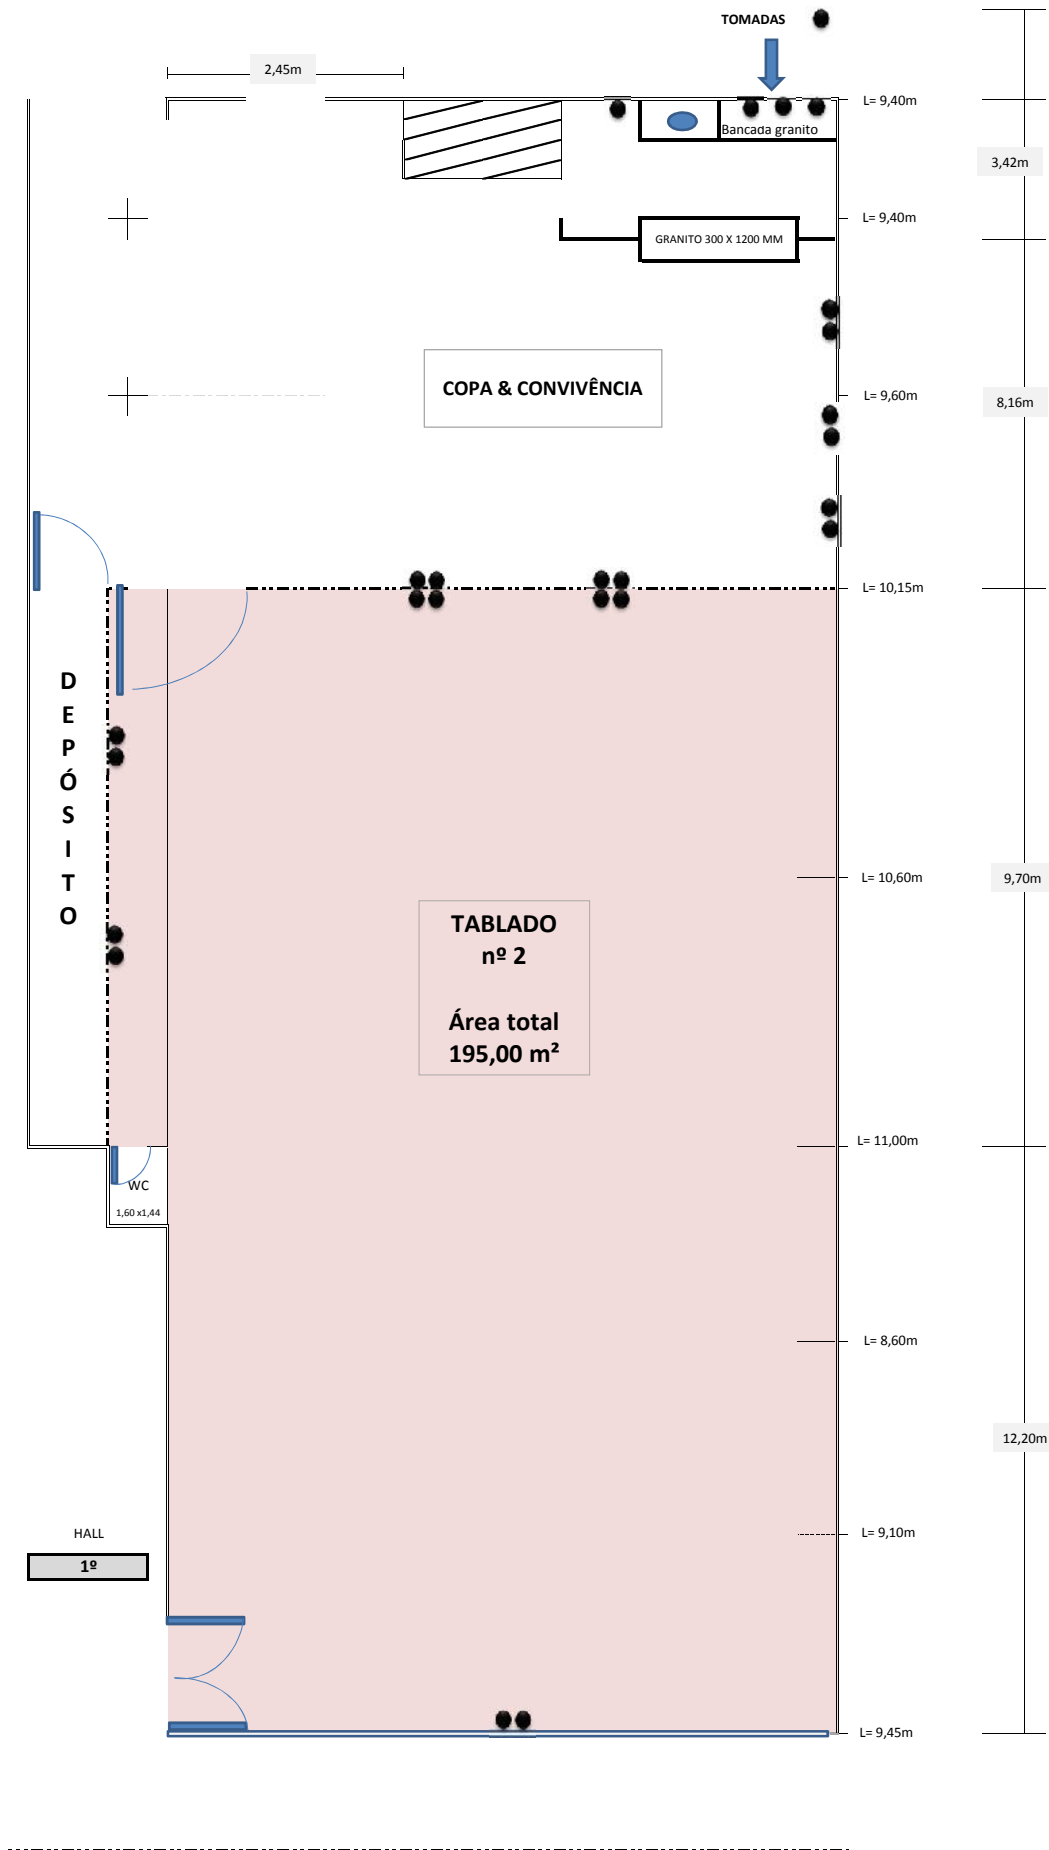 TOMADAS
2,45m
L= 9,40m
Bancada granito
3,42m
L= 9,40m
GRANITO 300 X 1200 MM
COPA & CONVIVÊNCIA
L= 9,60m
8,16m
L= 10,15m
D
E
P
Ó
S
I
T
O
L= 10,60m
9,70m
TABLADO
nº 2
Área total
195,00 m²
L= 11,00m
WC
1,60 x1,44
L= 8,60m
12,20m
HALL
1º
L= 9,10m
L= 9,45m